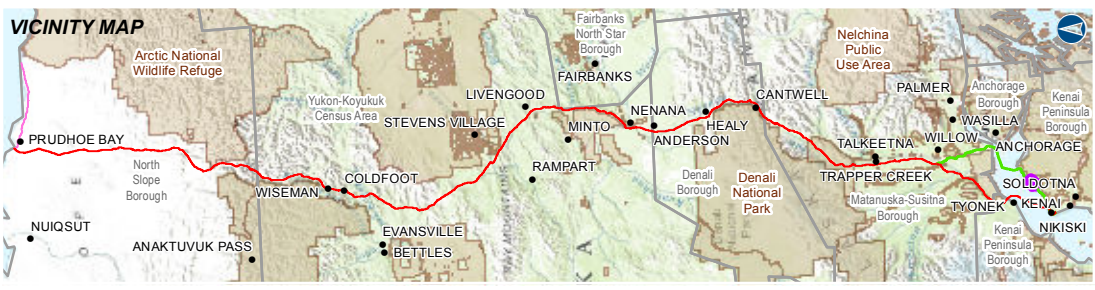 VICINITY MAP
Arctic National
Wildlife Refuge
Fairbanks
North Star
Borough
FAIRBANKS
Nelchina
Public
Use Area
PALMER
Anchorage
Borough
Kenai
Peninsula
Borough
Yukon-Koyukuk
Census Area
LIVENGOOD
STEVENS VILLAGE
NENANA
CANTWELL
WASILLA
PRUDHOE BAY
MINTO
ANDERSON
HEALY
TALKEETNA
WILLOW
ANCHORAGE
North
Slope
Borough
WISEMAN
COLDFOOT
RAMPART
Denali
Borough
Denali
National
Park
TRAPPER CREEK
Matanuska-Susitna
Borough
SOLDOTNA
TYONEK
KENAI
NIKISKI
NUIQSUT
ANAKTUVUK PASS
EVANSVILLE
BETTLES
Kenai
Peninsula
Borough